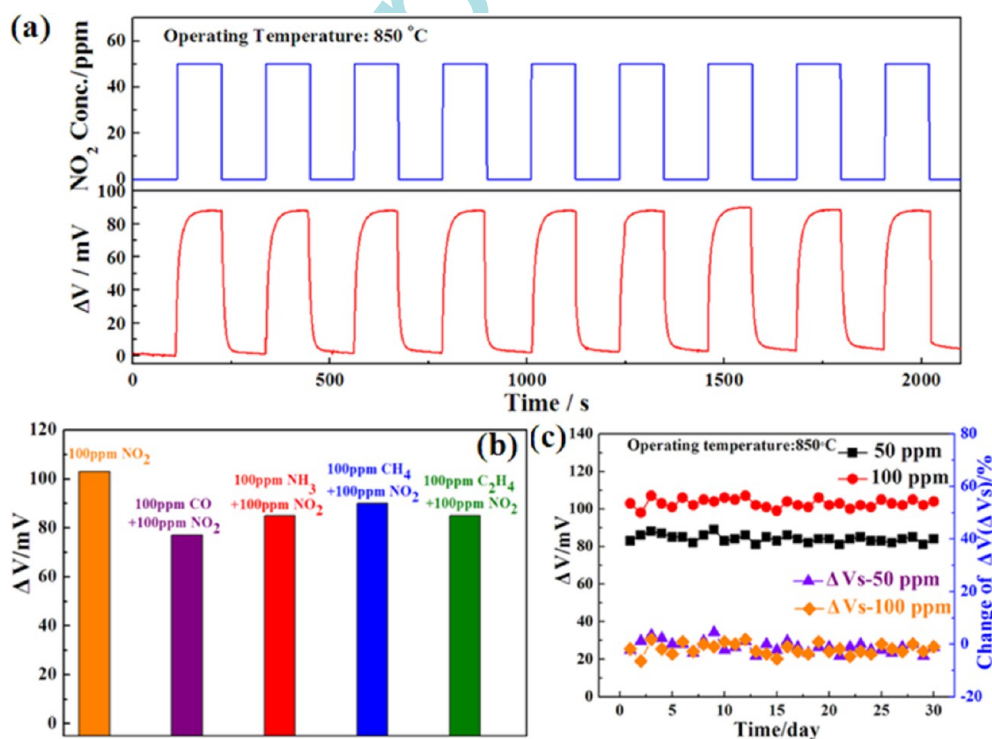 (a)
Operating Temperature: 850 °C
NO2 Conc./ppm
60
40
20
0
100
80
60
40
20
0
ΔV / mV
0 500 1000 1500 2000
Time / s
(b)
120
100
80
60
40
20
0
ΔV/mV
100ppm NO2
100ppm CO
+100ppm NO2
100ppm NH3
+100ppm NO2
100ppm CH4
+100ppm NO2
100ppm C2H4
+100ppm NO2
(c)
Operating temperature:850°C
50 ppm
100 ppm
ΔVs-50 ppm
ΔVs-100 ppm
140
120
100
80
60
40
20
0
ΔV/mV
80
60
40
20
0
-20
Change of ΔV(ΔVs)/%
0 5 10 15 20 25 30
Time/day